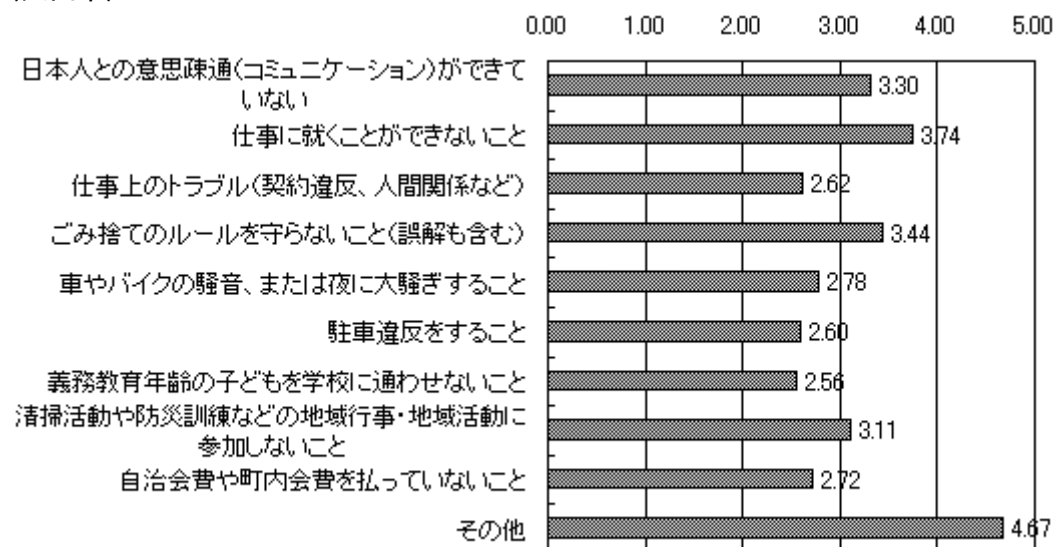 0.00 1.00 2.00 3.00 4.00 5.00
日本人との意思疎通(コミュニケーション)ができて
いない
3.30
仕事に就くことができないこと
3.74
仕事上のトラブル(契約違反、人間関係など)
2.62
ごみ捨てのルールを守らないこと(誤解も含む)
3.44
車やバイクの騒音、または夜に大騒ぎすること
2.78
駐車違反をすること
2.60
義務教育年齢の子どもを学校に通わせないこと
2.56
清掃活動や防災訓練などの地域行事・地域活動に
参加しないこと
3.11
自治会費や町内会費を払っていないこと
2.72
その他
4.67